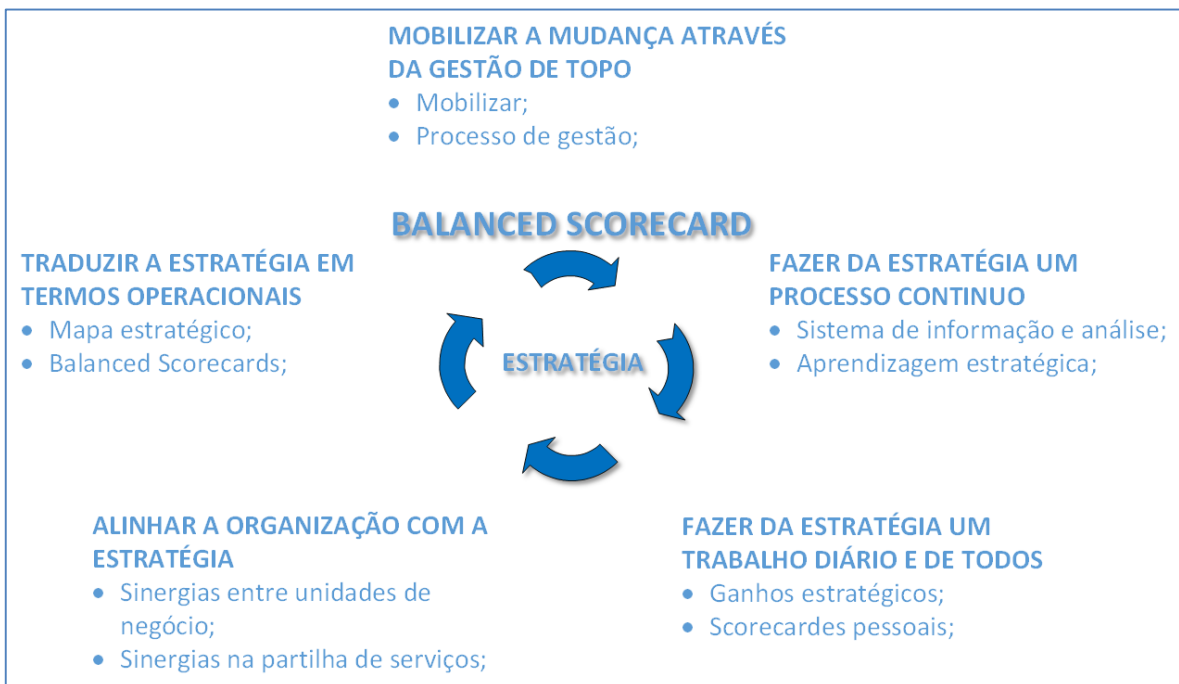 MOBILIZAR A MUDANÇA ATRAVÉS
DA GESTÃO DE TOPO
• Mobilizar;
• Processo de gestão;
BALANCED SCORECARD
TRADUZIR A ESTRATÉGIA EM
TERMOS OPERACIONAIS
• Mapa estratégico;
• Balanced Scorecards;
ESTRATÉGIA
FAZER DA ESTRATÉGIA UM
PROCESSO CONTINUO
• Sistema de informação e análise;
• Aprendizagem estratégica;
ALINHAR A ORGANIZAÇÃO COM A
ESTRATÉGIA
• Sinergias entre unidades de
negócio;
• Sinergias na partilha de serviços;
FAZER DA ESTRATÉGIA UM
TRABALHO DIÁRIO E DE TODOS
• Ganhos estratégicos;
• Scorecardes pessoais;